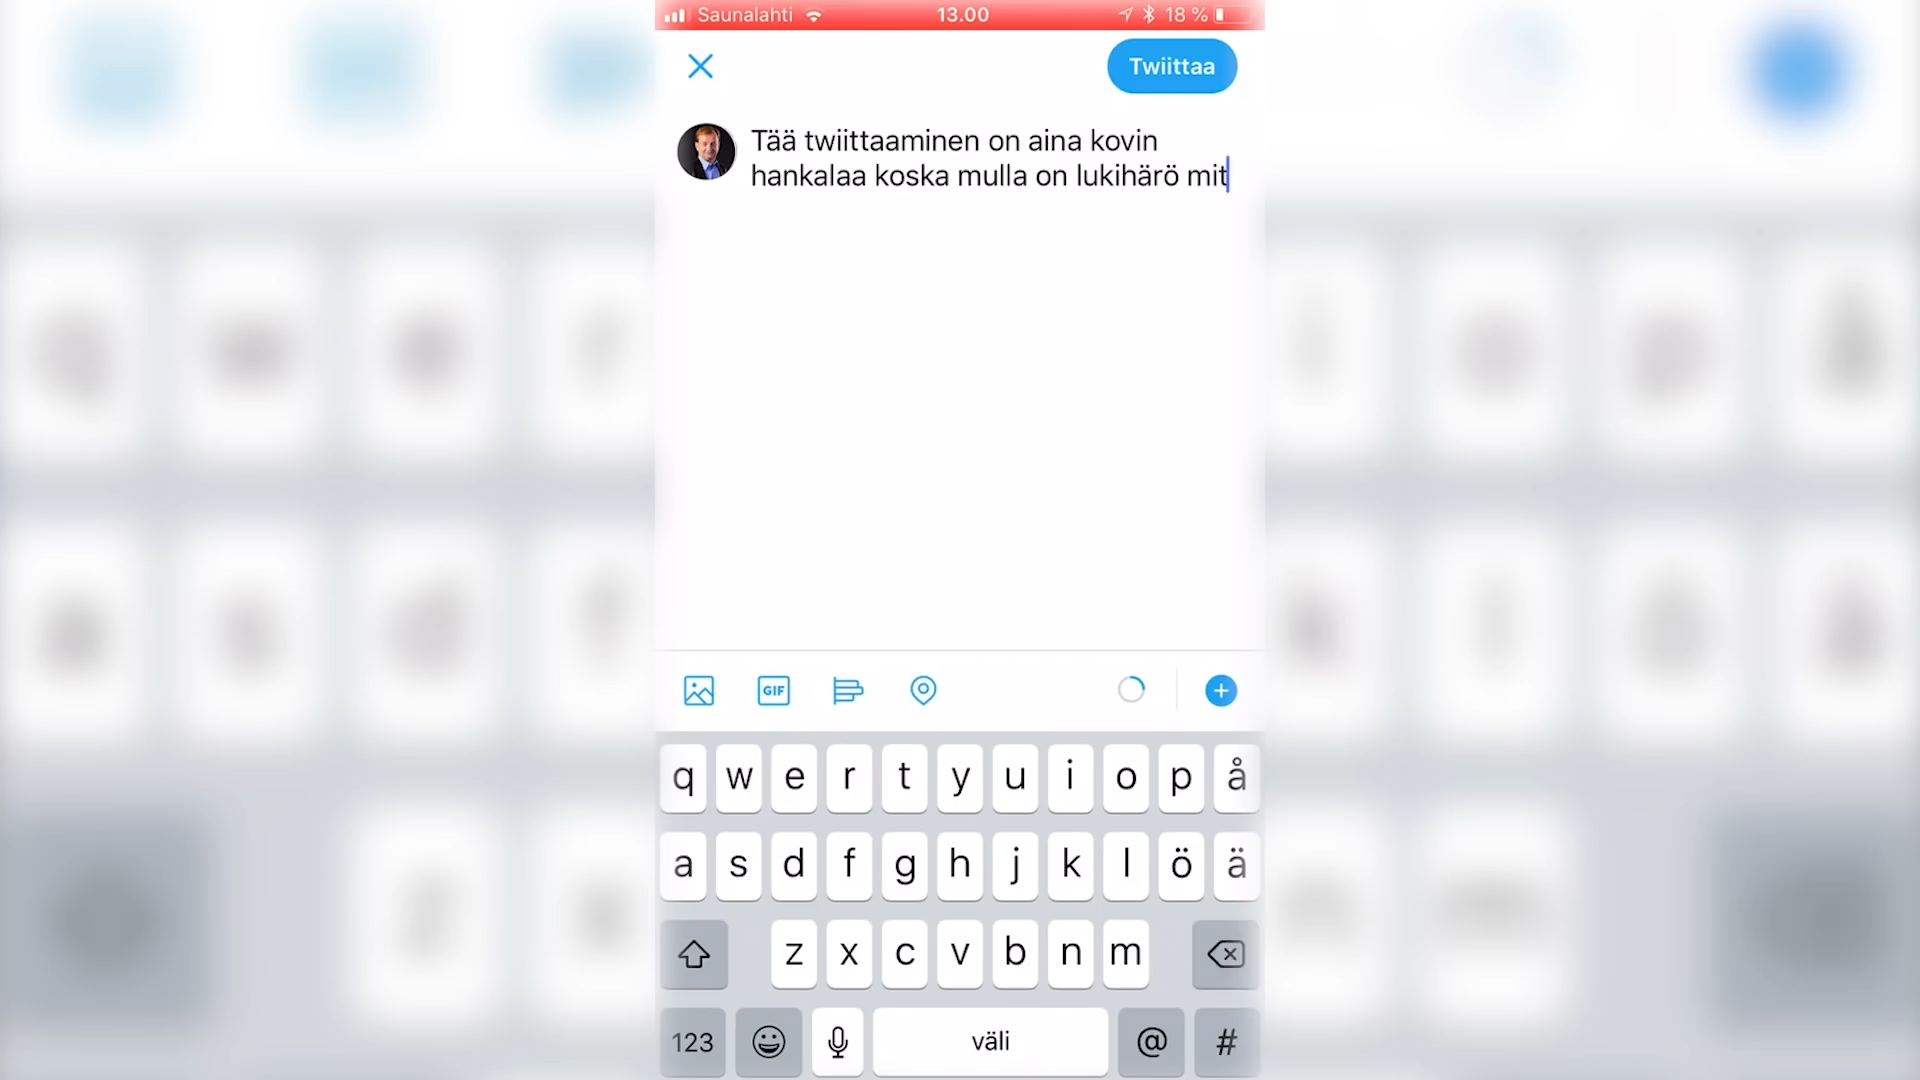 Saunalahti 13.00 18 %
Twiittaa
Tää twiittaaminen on aina kovin
hankalaa koska mulla on lukihärö mit
GIF
q w e r t y u i o p å
a s d f g h j k l ö ä
z x c v b n m
123 väli @ #